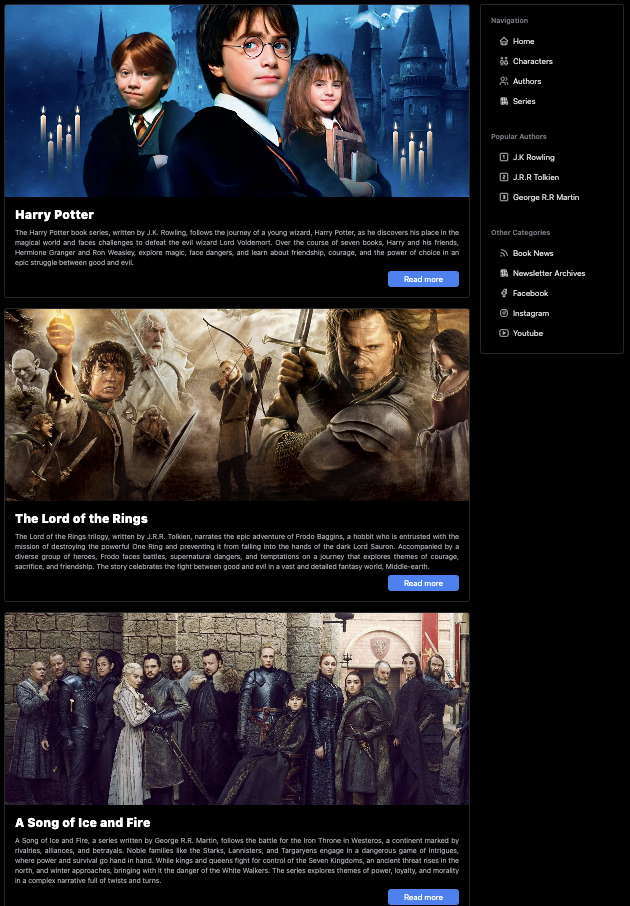 Harry Potter
The Harry Potter book series, written by J.K. Rowling, follows the journey of a young wizard, Harry Potter, as he discovers his place in the
magical world and faces challenges to defeat the evil wizard Lord Voldemort. Over the course of seven books, Harry and his friends,
Hermione Granger and Ron Weasley, explore magic, face dangers, and learn about friendship, courage, and the power of choice in an
epic struggle between good and evil.
Read more
The Lord of the Rings
The Lord of the Rings trilogy, written by J.R.R. Tolkien, narrates the epic adventure of Frodo Baggins, a hobbit who is entrusted with the
mission of destroying the powerful One Ring and preventing it from falling into the hands of the dark Lord Sauron. Accompanied by a
diverse group of heroes, Frodo faces battles, supernatural dangers, and temptations on a journey that explores themes of courage,
sacrifice, and friendship. The story celebrates the fight between good and evil in a vast and detailed fantasy world, Middle-earth.
Read more
A Song of Ice and Fire
A Song of Ice and Fire, a series written by George R.R. Martin, follows the battle for the Iron Throne in Westeros, a continent marked by
rivalries, alliances, and betrayals. Noble families like the Starks, Lannisters, and Targaryens engage in a dangerous game of intrigues,
where power and survival go hand in hand. While kings and queens fight for control of the Seven Kingdoms, an ancient threat rises in the
north, and winter approaches, bringing with it the danger of the White Walkers. The series explores themes of power, loyalty, and morality
in a complex narrative full of twists and turns.
Read more
Navigation
Home
Characters
Authors
Series
Popular Authors
1 J.K Rowling
2 J.R.R Tolkien
3 George R.R Martin
Other Categories
Book News
Newsletter Archives
Facebook
Instagram
Youtube